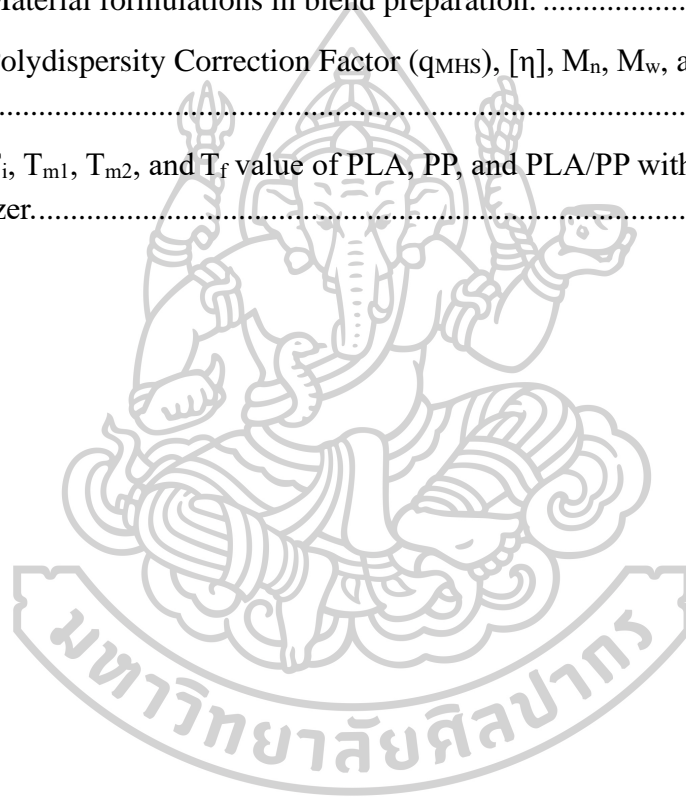 Material formulations in blend preparation. ...................
Polydispersity Correction Factor (qMHS), [η], Mn, Mw, a
................................................................................
Ti, Tm1, Tm2, and Tf value of PLA, PP, and PLA/PP with
zer.............................................................................
มหาวิทยาลัยศิลปากร